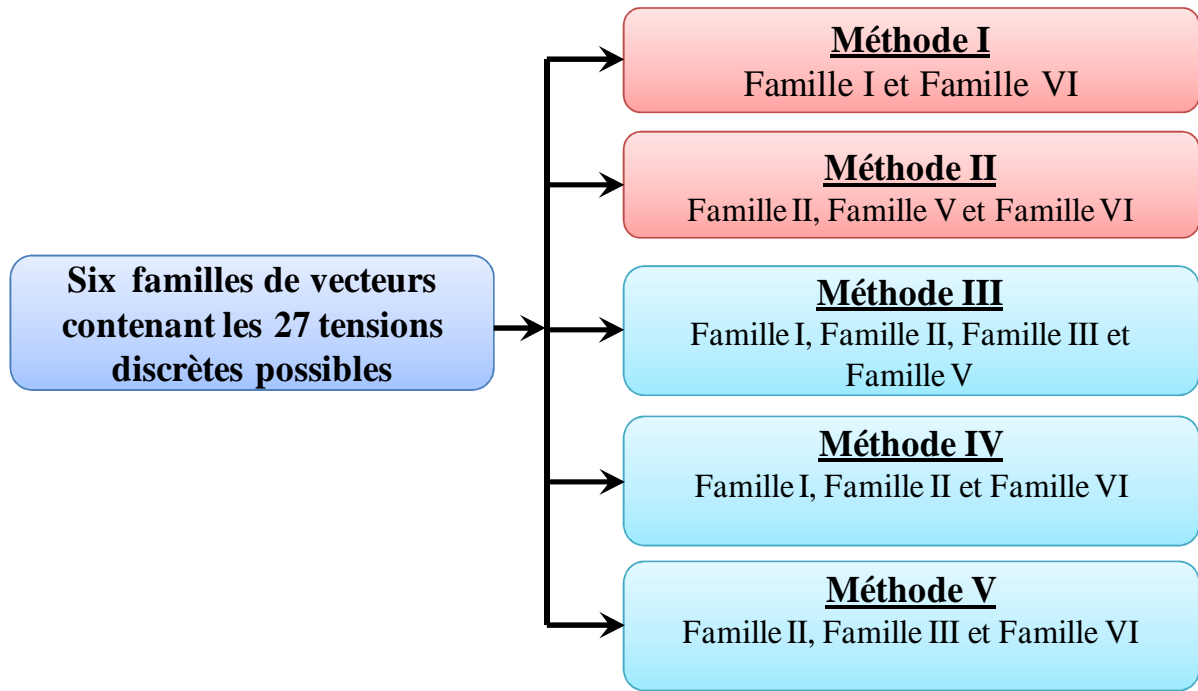 Six familles de vecteurs
contenant les 27 tensions
discrètes possibles
Méthode I
Famille I et Famille VI
Méthode II
Famille II, Famille V et Famille VI
Méthode III
Famille I, Famille II, Famille III et
Famille V
Méthode IV
Famille I, Famille II et Famille VI
Méthode V
Famille II, Famille III et Famille VI